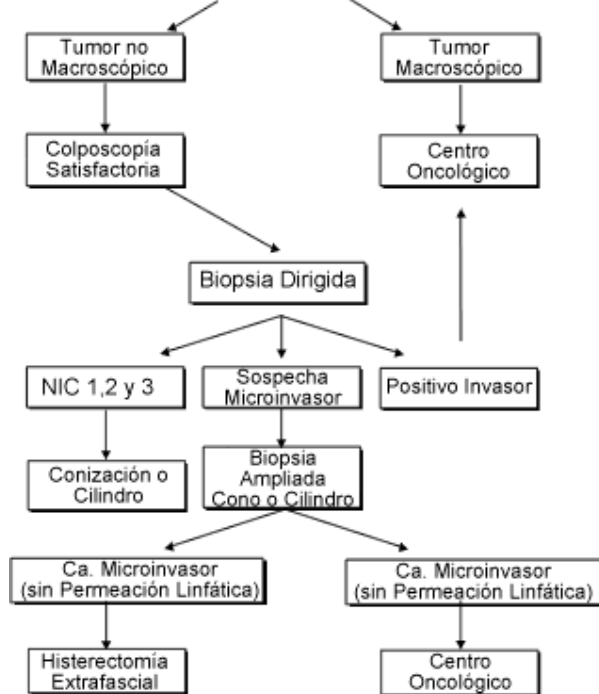 Tumor no
Macroscópico
Tumor
Macroscópico
Colposcopía
Satisfactoria
Centro
Oncológico
Biopsia Dirigida
NIC 1,2 y 3
Sospecha
Microinvasor
Positivo Invasor
Conización o
Cilindro
Biopsia
Ampliada
Cono o Cilindro
Ca. Microinvasor
(sin Permeación Linfática)
Ca. Microinvasor
(sin Permeación Linfática)
Histerectomía
Extrafascial
Centro
Oncológico